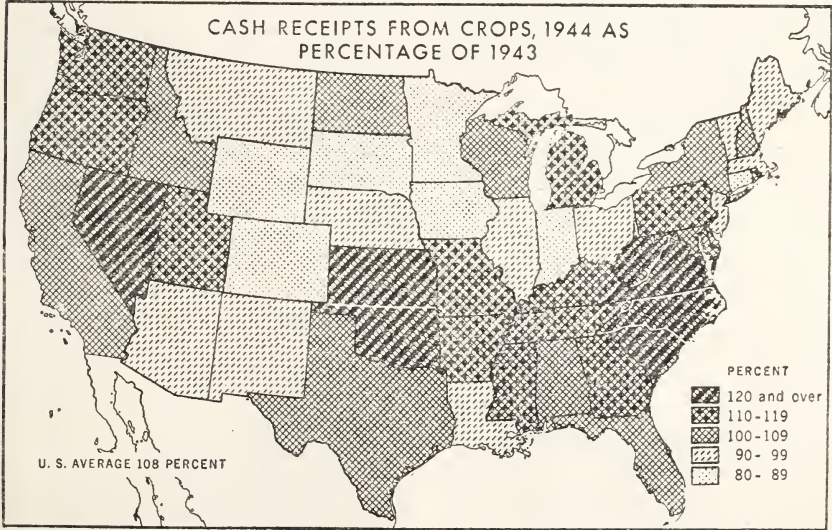 CASH RECEIPTS FROM CROPS, 1944 AS
PERCENTAGE OF 1943
PERCENT
120 and over
110-119
100-109
90- 99
80- 89
U. S. AVERAGE 108 PERCENT